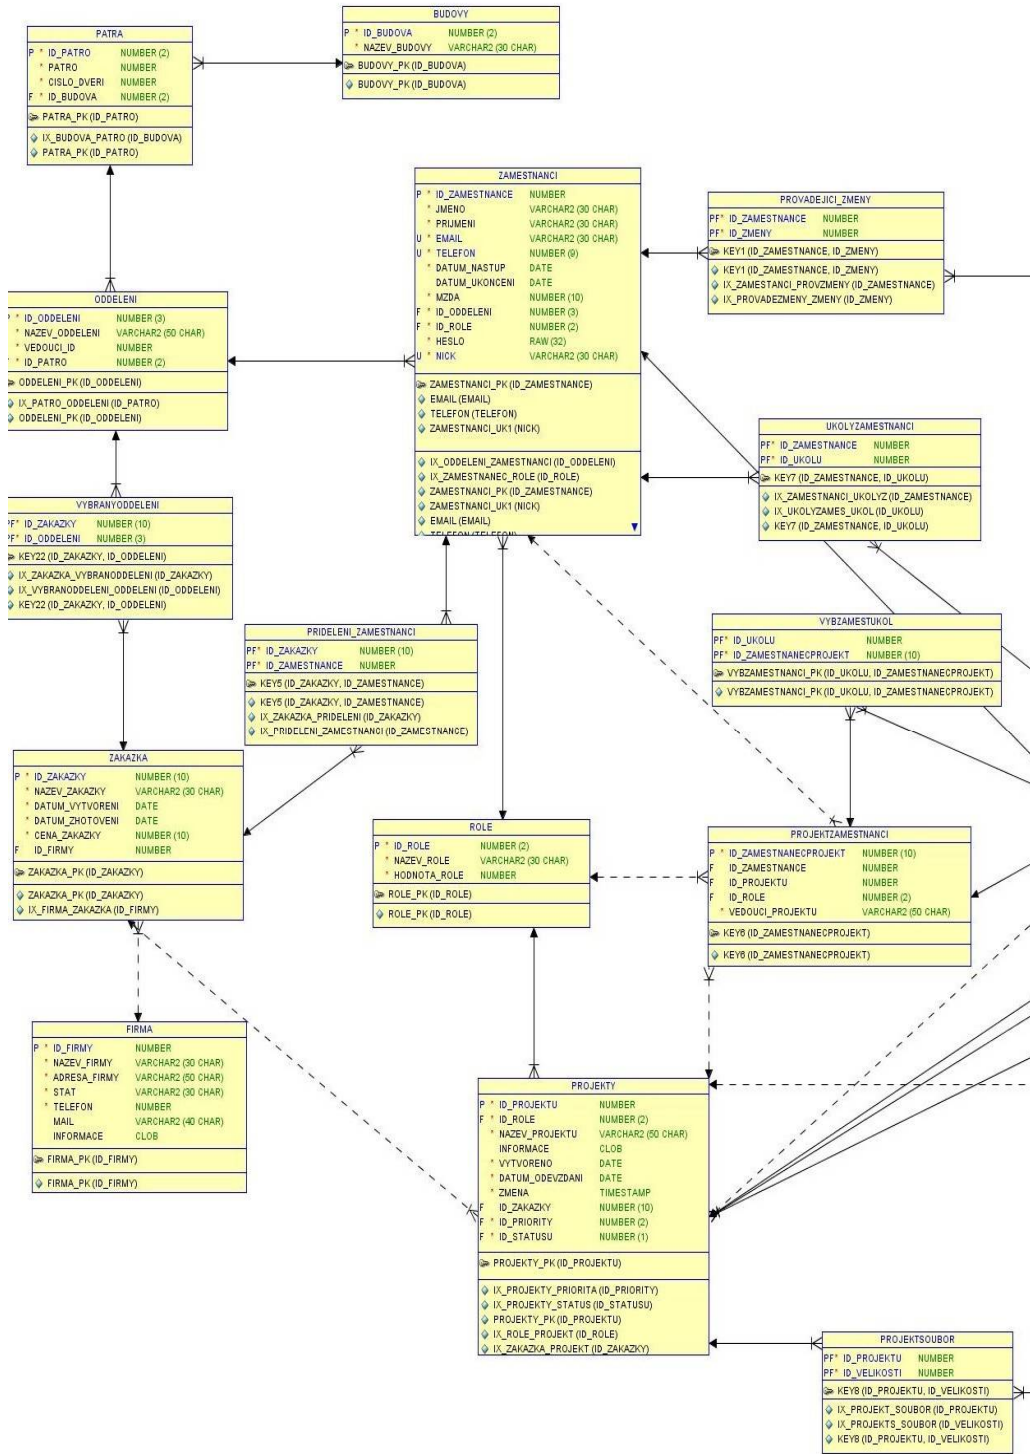 BUDOVY
P * ID_BUDOVA NUMBER (2)
* NAZEV_BUDOVY VARCHAR2 (30 CHAR)
BUDOVY_PK (ID_BUDOVA)
BUDOVY_PK (ID_BUDOVA)
PATRA
P * ID_PATRO NUMBER (2)
* PATRO NUMBER
* CISLO_DVERI NUMBER
F * ID_BUDOVA NUMBER (2)
PATRA_PK (ID_PATRO)
IX_BUDOVA_PATRO (ID_BUDOVA)
PATRA_PK (ID_PATRO)
ZAMESTNANCI
P * ID_ZAMESTNANCE NUMBER
* JMENO VARCHAR2 (30 CHAR)
* PRIJMENI VARCHAR2 (30 CHAR)
U * EMAIL VARCHAR2 (30 CHAR)
U * TELEFON NUMBER (9)
* DATUM_NASTUP DATE
DATUM_UKONCENI DATE
* MZDA NUMBER (10)
F * ID_ODDELENI NUMBER (3)
F * ID_ROLE NUMBER (2)
* HESLO RAW (32)
U * NICK VARCHAR2 (30 CHAR)
ZAMESTNANCI_PK (ID_ZAMESTNANCE)
EMAIL (EMAIL)
TELEFON (TELEFON)
ZAMESTNANCI_UK1 (NICK)
IX_ODDELENI_ZAMESTNANCI (ID_ODDELENI)
IX_ZAMESTNANEC_ROLE (ID_ROLE)
ZAMESTNANCI_PK (ID_ZAMESTNANCE)
ZAMESTNANCI_UK1 (NICK)
EMAIL (EMAIL)
TELEFON (TELEFON)
PROVADEJICI_ZMENY
PF* ID_ZAMESTNANCE NUMBER
PF* ID_ZMENY NUMBER
KEY1 (ID_ZAMESTNANCE, ID_ZMENY)
KEY1 (ID_ZAMESTNANCE, ID_ZMENY)
IX_ZAMESTANCI_PROVZMENY (ID_ZAMESTNANCE)
IX_PROVADEZMENY_ZMENY (ID_ZMENY)
ODDELENI
P * ID_ODDELENI NUMBER (3)
* NAZEV_ODDELENI VARCHAR2 (50 CHAR)
* VEDOUCI_ID NUMBER
* ID_PATRO NUMBER (2)
ODDELENI_PK (ID_ODDELENI)
IX_PATRO_ODDELENI (ID_PATRO)
ODDELENI_PK (ID_ODDELENI)
UKOLYZAMESTNANCI
PF* ID_ZAMESTNANCE NUMBER
PF* ID_UKOLU NUMBER
KEY7 (ID_ZAMESTNANCE, ID_UKOLU)
IX_ZAMESTNANCI_UKOLYZ (ID_ZAMESTNANCE)
IX_UKOLYZAMES_UKOL (ID_UKOLU)
KEY7 (ID_ZAMESTNANCE, ID_UKOLU)
VYBRANYODDELENI
PF* ID_ZAKAZKY NUMBER (10)
PF* ID_ODDELENI NUMBER (3)
KEY22 (ID_ZAKAZKY, ID_ODDELENI)
IX_ZAKAZKA_VYBRANODDELENI (ID_ZAKAZKY)
IX_VYBRANODDELENI_ODDELENI (ID_ODDELENI)
KEY22 (ID_ZAKAZKY, ID_ODDELENI)
PRIDELENI_ZAMESTNANCI
PF* ID_ZAKAZKY NUMBER (10)
PF* ID_ZAMESTNANCE NUMBER
KEY5 (ID_ZAKAZKY, ID_ZAMESTNANCE)
KEY5 (ID_ZAKAZKY, ID_ZAMESTNANCE)
IX_ZAKAZKA_PRIDELENI (ID_ZAKAZKY)
IX_PRIDELENI_ZAMESTNANCI (ID_ZAMESTNANCE)
VYBZAMESTUKOL
PF* ID_UKOLU NUMBER
PF* ID_ZAMESTNANECPROJEKT NUMBER (10)
VYBZAMESTNANCI_PK (ID_UKOLU, ID_ZAMESTNANECPROJEKT)
VYBZAMESTNANCI_PK (ID_UKOLU, ID_ZAMESTNANECPROJEKT)
ZAKAZKA
P * ID_ZAKAZKY NUMBER (10)
* NAZEV_ZAKAZKY VARCHAR2 (30 CHAR)
* DATUM_VYTVORENI DATE
* DATUM_ZHOTOVENI DATE
* CENA_ZAKAZKY NUMBER (10)
F ID_FIRMY NUMBER
ZAKAZKA_PK (ID_ZAKAZKY)
ZAKAZKA_PK (ID_ZAKAZKY)
IX_FIRMA_ZAKAZKA (ID_FIRMY)
ROLE
P * ID_ROLE NUMBER (2)
* NAZEV_ROLE VARCHAR2 (30 CHAR)
* HODNOTA_ROLE NUMBER
ROLE_PK (ID_ROLE)
ROLE_PK (ID_ROLE)
PROJEKTZAMESTNANCI
P * ID_ZAMESTNANECPROJEKT NUMBER (10)
F ID_ZAMESTNANCE NUMBER
F ID_PROJEKTU NUMBER
F ID_ROLE NUMBER (2)
* VEDOUCI_PROJEKTU VARCHAR2 (50 CHAR)
KEY6 (ID_ZAMESTNANECPROJEKT)
KEY6 (ID_ZAMESTNANECPROJEKT)
FIRMA
P * ID_FIRMY NUMBER
* NAZEV_FIRMY VARCHAR2 (30 CHAR)
* ADRESA_FIRMY VARCHAR2 (50 CHAR)
* STAT VARCHAR2 (30 CHAR)
* TELEFON NUMBER
MAIL VARCHAR2 (40 CHAR)
INFORMACE CLOB
FIRMA_PK (ID_FIRMY)
FIRMA_PK (ID_FIRMY)
PROJEKTY
P * ID_PROJEKTU NUMBER
F * ID_ROLE NUMBER (2)
* NAZEV_PROJEKTU VARCHAR2 (50 CHAR)
INFORMACE CLOB
* VYTVORENO DATE
* DATUM_ODEVZDANI DATE
* ZMENA TIMESTAMP
F ID_ZAKAZKY NUMBER (10)
F * ID_PRIORITY NUMBER (2)
F * ID_STATUSU NUMBER (1)
PROJEKTY_PK (ID_PROJEKTU)
IX_PROJEKTY_PRIORITA (ID_PRIORITY)
IX_PROJEKTY_STATUS (ID_STATUSU)
PROJEKTY_PK (ID_PROJEKTU)
IX_ROLE_PROJEKT (ID_ROLE)
IX_ZAKAZKA_PROJEKT (ID_ZAKAZKY)
PROJEKTSOUBOR
PF* ID_PROJEKTU NUMBER
PF* ID_VELIKOSTI NUMBER
KEY8 (ID_PROJEKTU, ID_VELIKOSTI)
IX_PROJEKT_SOUBOR (ID_PROJEKTU)
IX_PROJEKTS_SOUBOR (ID_VELIKOSTI)
KEY8 (ID_PROJEKTU, ID_VELIKOSTI)